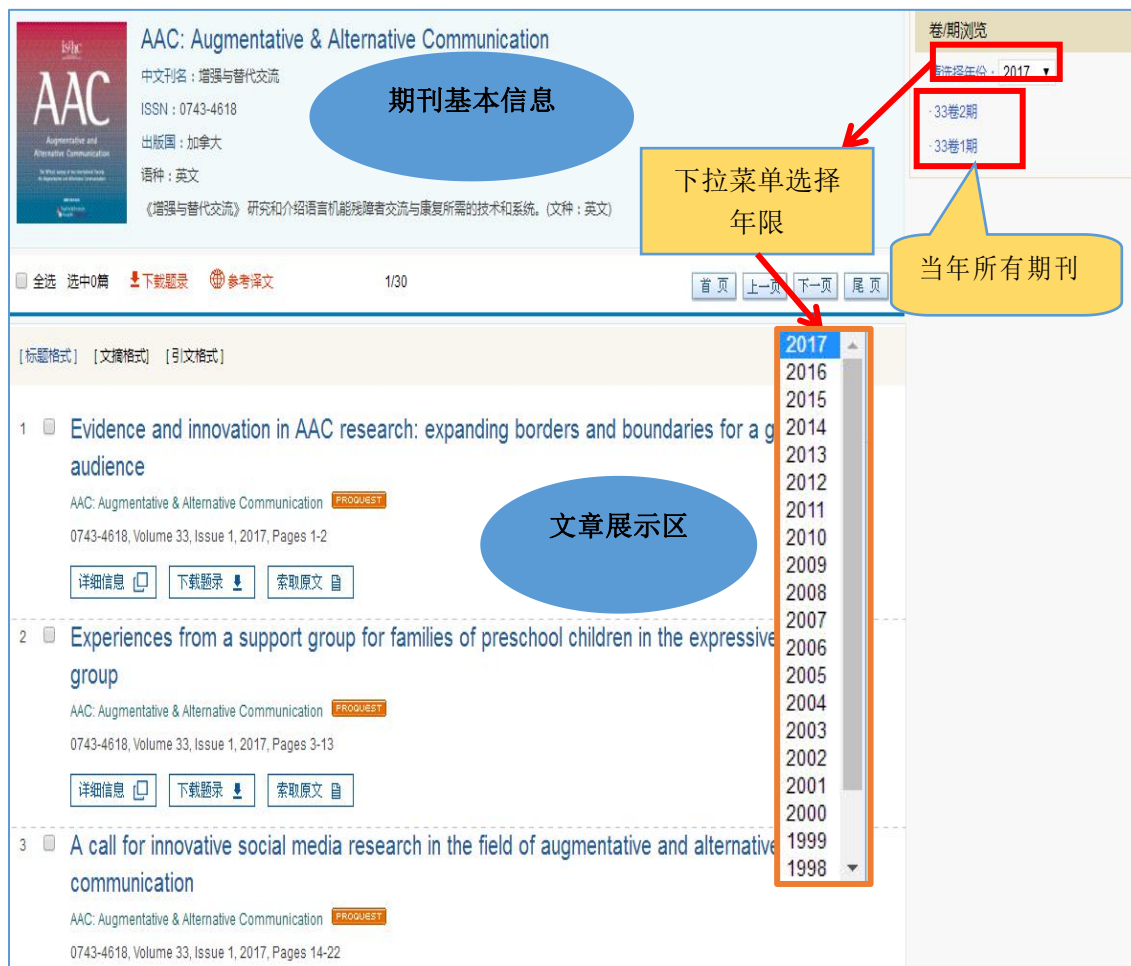 isaac
AAC
Augmentative and
Alternative Communication
AAC: Augmentative & Alternative Communication
中文刊名：增强与替代交流
ISSN：0743-4618
出版国：加拿大
语种：英文
《增强与替代交流》 研究和介绍语言机能残障者交流与康复所需的技术和系统。(文种：英文)
期刊基本信息
卷/期浏览
请选择年份： 2017
·33卷2期
·33卷1期
下拉菜单选择
年限
当年所有期刊
全选 选中0篇 下载题录 参考译文 1/30 首 页 上一页 下一页 尾 页
[标题格式] [文摘格式] [引文格式]
1 Evidence and innovation in AAC research: expanding borders and boundaries for a g
audience
AAC: Augmentative & Alternative Communication PROQUEST
0743-4618, Volume 33, Issue 1, 2017, Pages 1-2
详细信息 下载题录 索取原文
文章展示区
2 Experiences from a support group for families of preschool children in the expressive
group
AAC: Augmentative & Alternative Communication PROQUEST
0743-4618, Volume 33, Issue 1, 2017, Pages 3-13
详细信息 下载题录 索取原文
3 A call for innovative social media research in the field of augmentative and alternative
communication
AAC: Augmentative & Alternative Communication PROQUEST
0743-4618, Volume 33, Issue 1, 2017, Pages 14-22
2017
2016
2015
2014
2013
2012
2011
2010
2009
2008
2007
2006
2005
2004
2003
2002
2001
2000
1999
1998